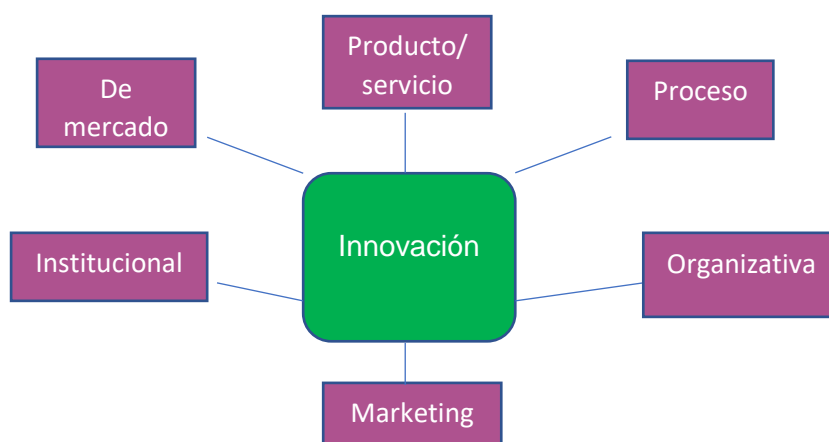 Producto/
servicio
De
mercado
Proceso
Innovación
Institucional
Organizativa
Marketing